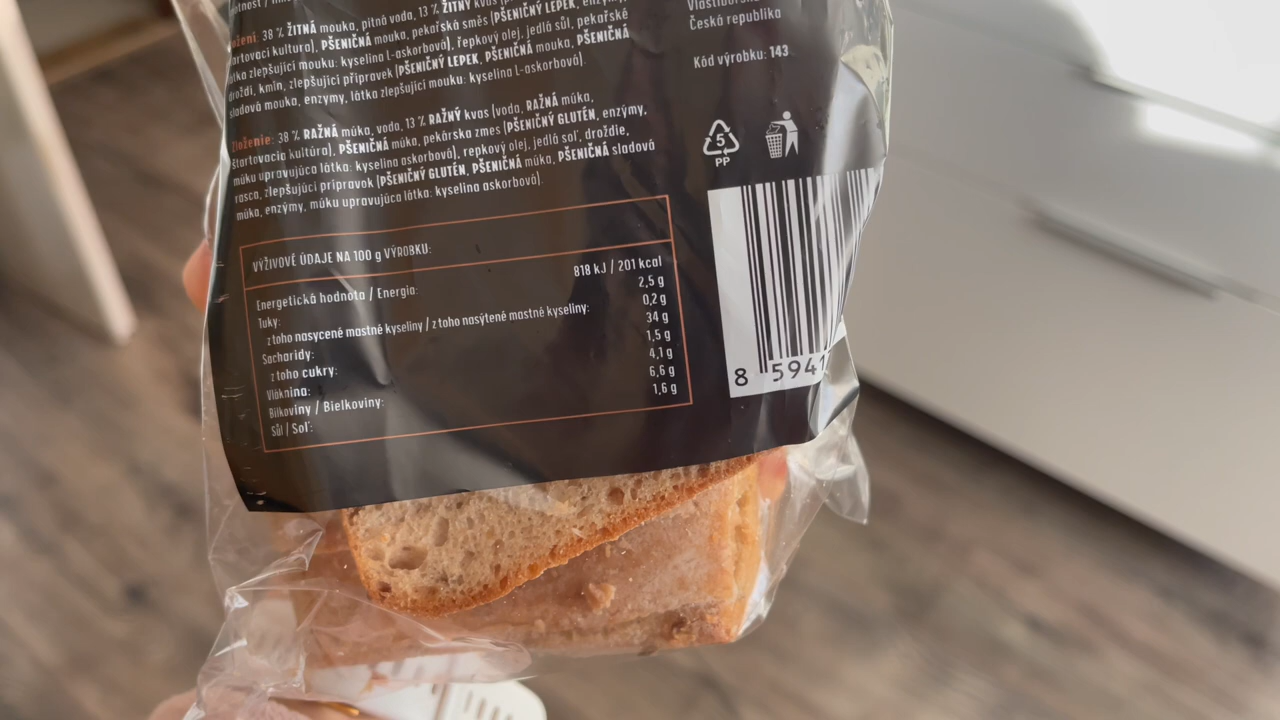 38 % ŽITNÁ mouka, pitná voda, 13 % ŽITNÝ kvas
kultura), PŠENIČNÁ mouka, pekařská směs (PŠENIČNÝ LEPEK,
látka zlepšující mouku: kyselina L-askorbová), řepkový olej, jedlá sůl, pekařské
droždí, kmín, zlepšující přípravek (PŠENIČNÝ LEPEK, PŠENIČNÁ mouka, PŠENIČNÁ
sladová mouka, enzymy, látka zlepšující mouku: kyselina L-askorbová).
Zloženie: 38 % RAŽNÁ múka, voda, 13 % RAŽNÝ kvas (voda, RAŽNÁ múka,
štartovacia kultúra), PŠENIČNÁ múka, pekárska zmes (PŠENIČNÝ GLUTÉN, enzýmy,
múku upravujúca látka: kyselina askorbová), repkový olej, jedlá soľ, droždie,
rasca, zlepšujúci prípravok (PŠENIČNÝ GLUTÉN, PŠENIČNÁ múka, PŠENIČNÁ sladová
múka, enzýmy, múku upravujúca látka: kyselina askorbová).
VÝŽIVOVÉ ÚDAJE NA 100 g VÝROBKU:
Energetická hodnota / Energia: 818 kJ / 201 kcal
Tuky: 2,5 g
z toho nasycené mastné kyseliny / z toho nasýtené mastné kyseliny: 0,2 g
Sacharidy: 34 g
z toho cukry: 1,5 g
Vláknina: 4,1 g
Bílkoviny / Bielkoviny: 6,6 g
Sůl / Soľ: 1,6 g
Česká republika
Kód výrobku: 143
5
PP
8 5941